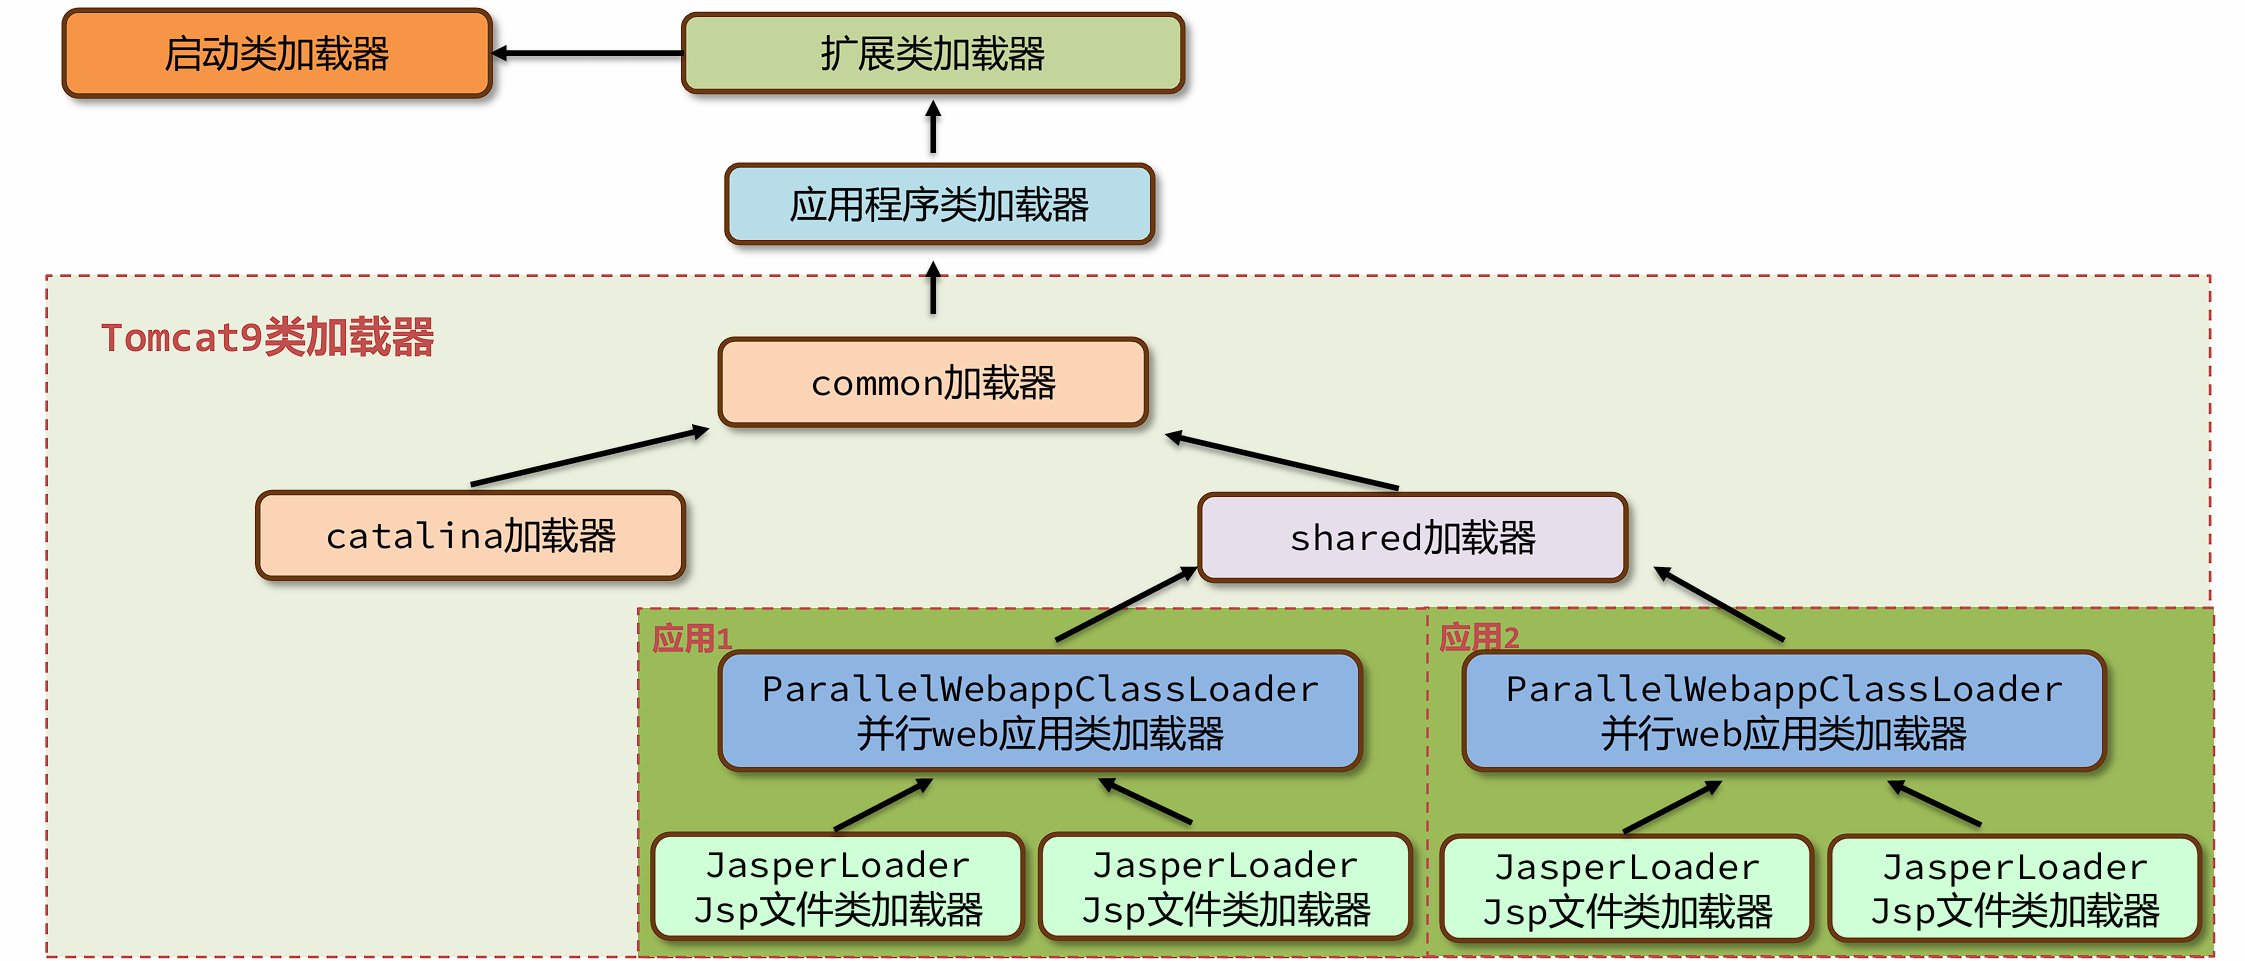 启动类加载器
扩展类加载器
应用程序类加载器
Tomcat9类加载器
common加载器
catalina加载器
shared加载器
应用1
ParallelWebappClassLoader
并行web应用类加载器
JasperLoader
Jsp文件类加载器
JasperLoader
Jsp文件类加载器
应用2
ParallelWebappClassLoader
并行web应用类加载器
JasperLoader
Jsp文件类加载器
JasperLoader
Jsp文件类加载器